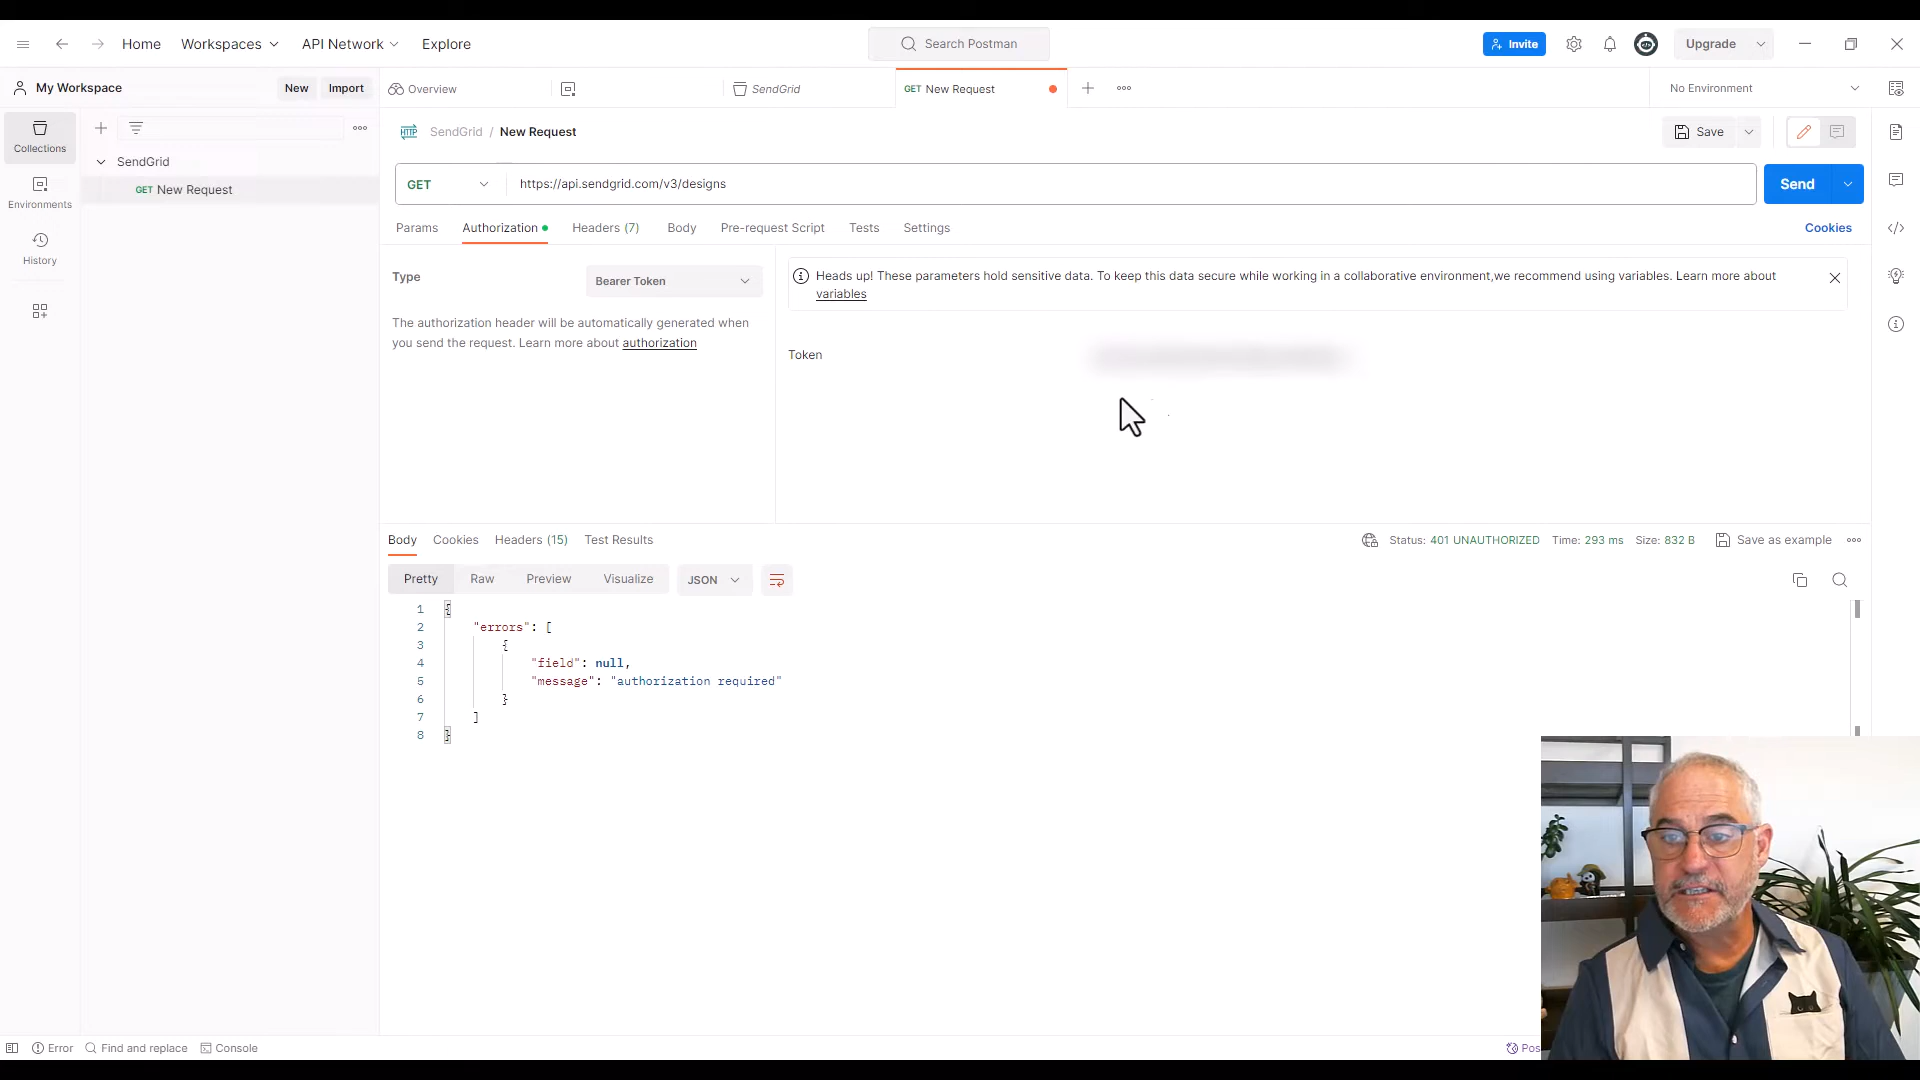 Home
Workspaces
API Network
Explore
Search Postman
Invite
Upgrade
My Workspace
New
Import
Overview
SendGrid
GET New Request
No Environment
Collections
Environments
History
SendGrid
GET New Request
HTTP
SendGrid / New Request
Save
GET
https://api.sendgrid.com/v3/designs
Send
Params
Authorization
Headers (7)
Body
Pre-request Script
Tests
Settings
Cookies
Type
Bearer Token
The authorization header will be automatically generated when
you send the request. Learn more about authorization
Heads up! These parameters hold sensitive data. To keep this data secure while working in a collaborative environment,we recommend using variables. Learn more about
variables
Token
Body
Cookies
Headers (15)
Test Results
Status: 401 UNAUTHORIZED
Time: 293 ms
Size: 832 B
Save as example
Pretty
Raw
Preview
Visualize
JSON
1 {
2 "errors": [
3 {
4 "field": null,
5 "message": "authorization required"
6 }
7 ]
8 }
Error
Find and replace
Console